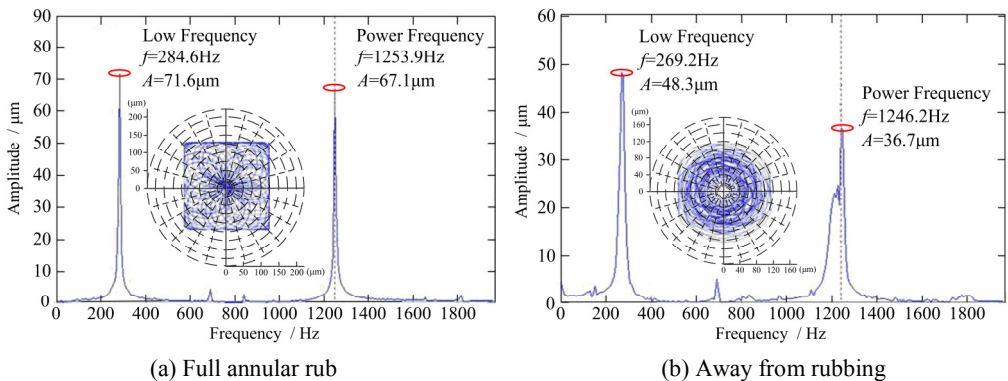 90
80
70
60
50
40
30
20
10
0
Amplitude / μm
0 200 400 600 800 1000 1200 1400 1600 1800
Frequency / Hz
Low Frequency
f=284.6Hz
A=71.6μm
Power Frequency
f=1253.9Hz
A=67.1μm
(μm)
200
150
100
50
0
0 50 100 150 200 (μm)
(a) Full annular rub
60
50
40
30
20
10
0
Amplitude / μm
0 200 400 600 800 1000 1200 1400 1600 1800
Frequency / Hz
Low Frequency
f=269.2Hz
A=48.3μm
Power Frequency
f=1246.2Hz
A=36.7μm
(μm)
160
120
80
40
0
0 40 80 120 160 (μm)
(b) Away from rubbing